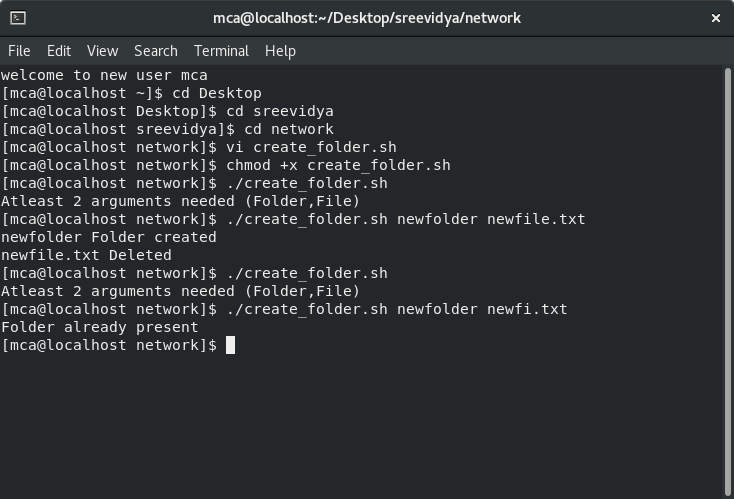 mca@localhost:~/Desktop/sreevidya/network
File Edit View Search Terminal Help
welcome to new user mca
[mca@localhost ~]$ cd Desktop
[mca@localhost Desktop]$ cd sreevidya
[mca@localhost sreevidya]$ cd network
[mca@localhost network]$ vi create_folder.sh
[mca@localhost network]$ chmod +x create_folder.sh
[mca@localhost network]$ ./create_folder.sh
Atleast 2 arguments needed (Folder,File)
[mca@localhost network]$ ./create_folder.sh newfolder newfile.txt
newfolder Folder created
newfile.txt Deleted
[mca@localhost network]$ ./create_folder.sh
Atleast 2 arguments needed (Folder,File)
[mca@localhost network]$ ./create_folder.sh newfolder newfi.txt
Folder already present
[mca@localhost network]$